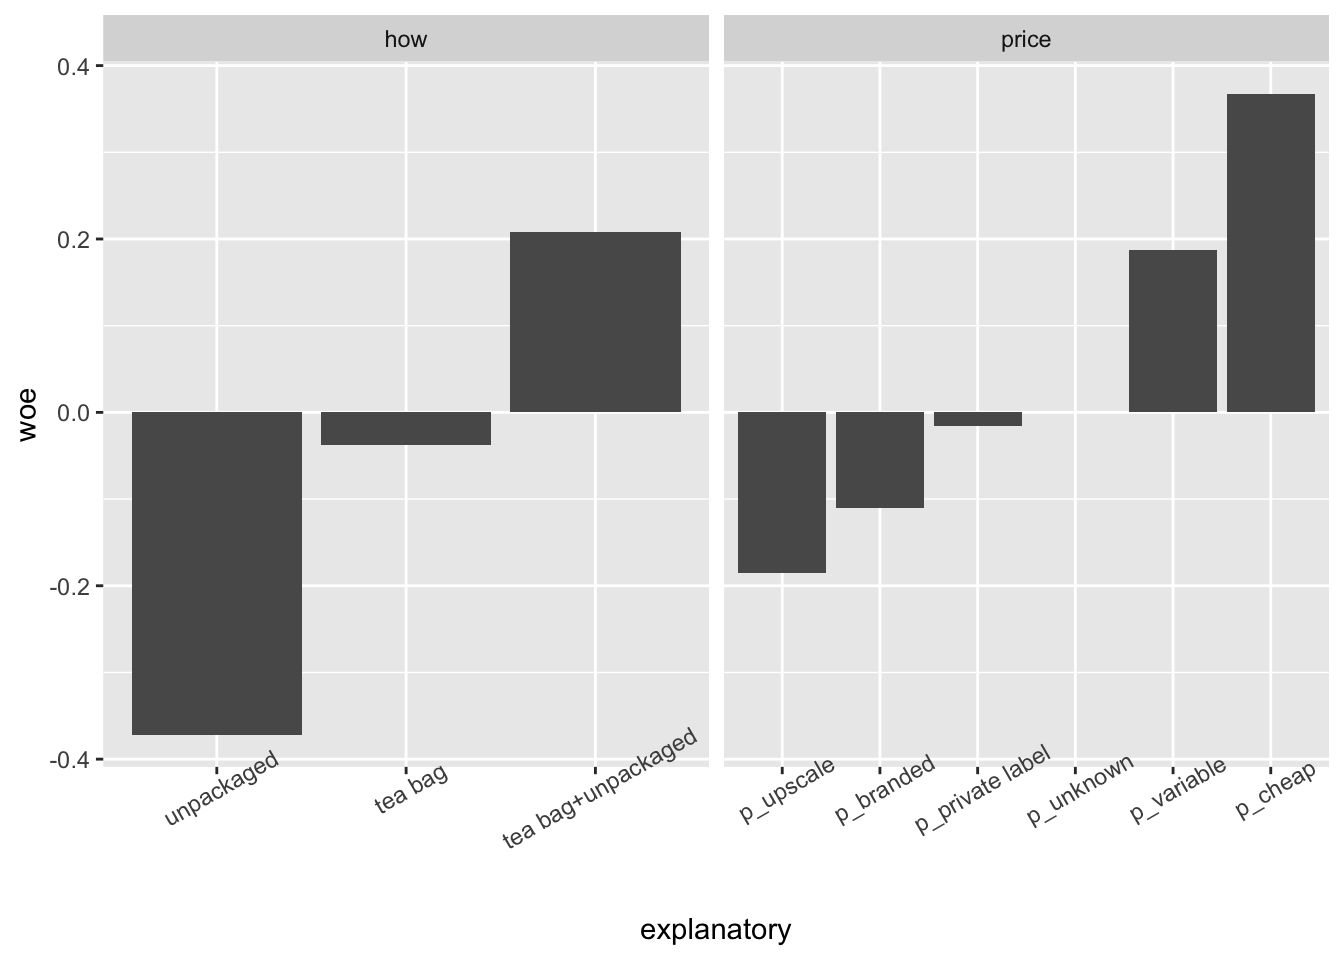 how
price
0.4
0.2
0.0
-0.2
-0.4
woe
unpackaged
tea bag
tea bag+unpackaged
p_upscale
p_branded
p_private label
p_unknown
p_variable
p_cheap
explanatory